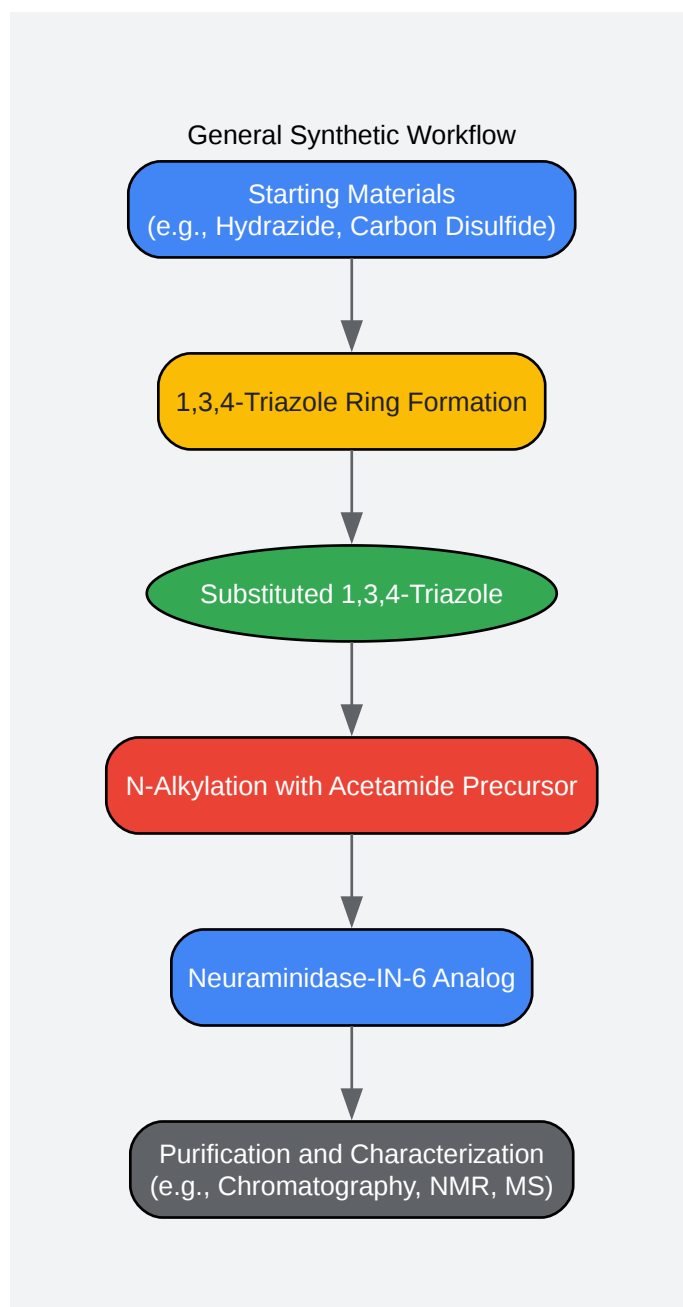 General Synthetic Workflow
Starting Materials
(e.g., Hydrazide, Carbon Disulfide)
1,3,4-Triazole Ring Formation
Substituted 1,3,4-Triazole
N-Alkylation with Acetamide Precursor
Neuraminidase-IN-6 Analog
Purification and Characterization
(e.g., Chromatography, NMR, MS)